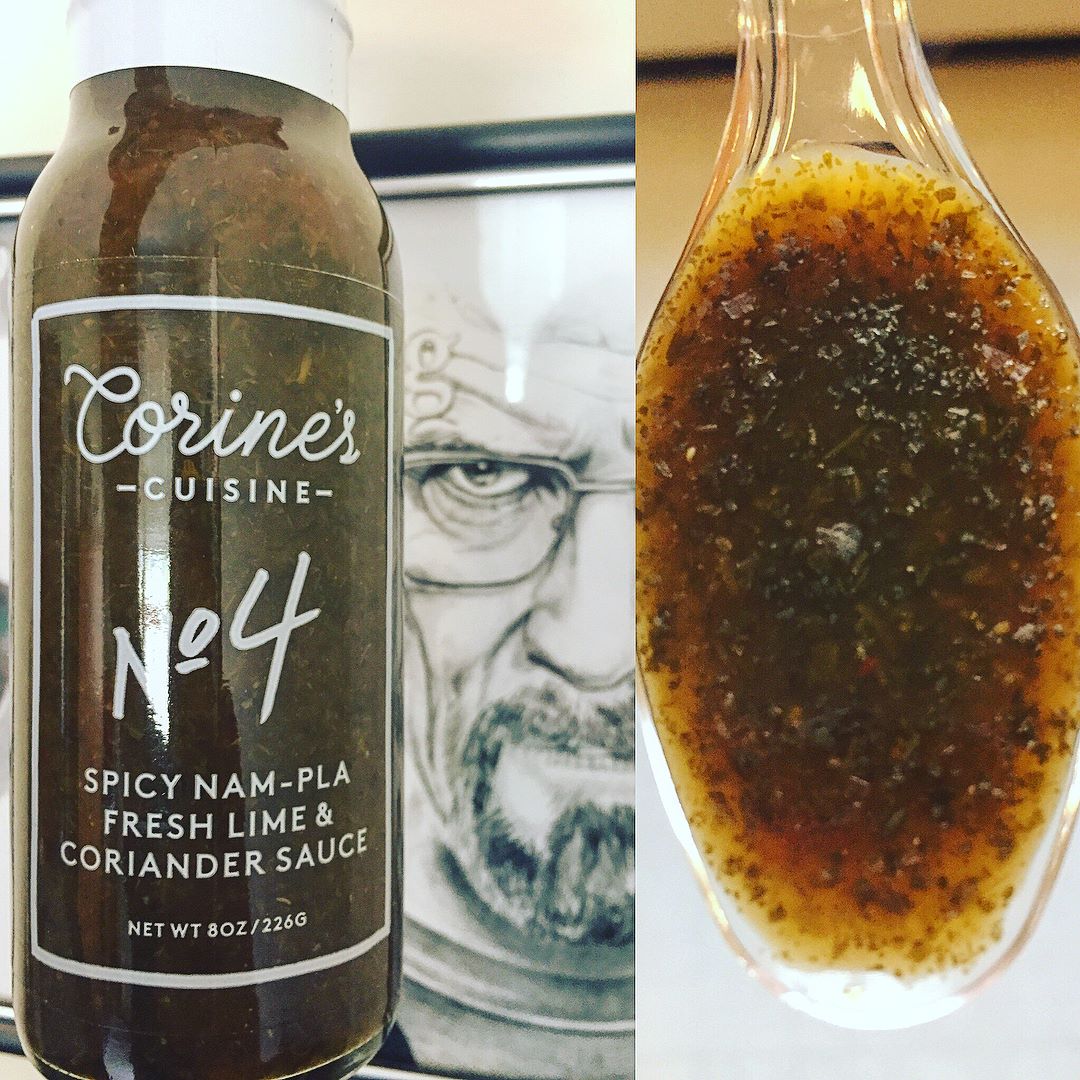 Corine's
-CUISINE-
No4
SPICY NAM-PLA
FRESH LIME &
CORIANDER SAUCE
NET WT 8OZ/226G